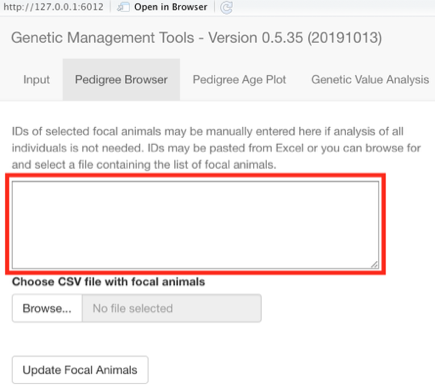 http://127.0.0.1:6012 Open in Browser
Genetic Management Tools - Version 0.5.35 (20191013)
Input Pedigree Browser Pedigree Age Plot Genetic Value Analysis
IDs of selected focal animals may be manually entered here if analysis of all
individuals is not needed. IDs may be pasted from Excel or you can browse for
and select a file containing the list of focal animals.
Choose CSV file with focal animals
Browse... No file selected
Update Focal Animals